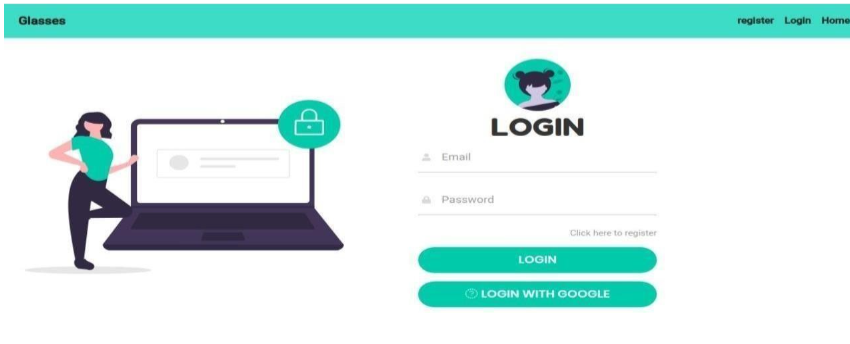 Glasses
register Login Home
LOGIN
Email
Password
Click here to register
LOGIN
LOGIN WITH GOOGLE